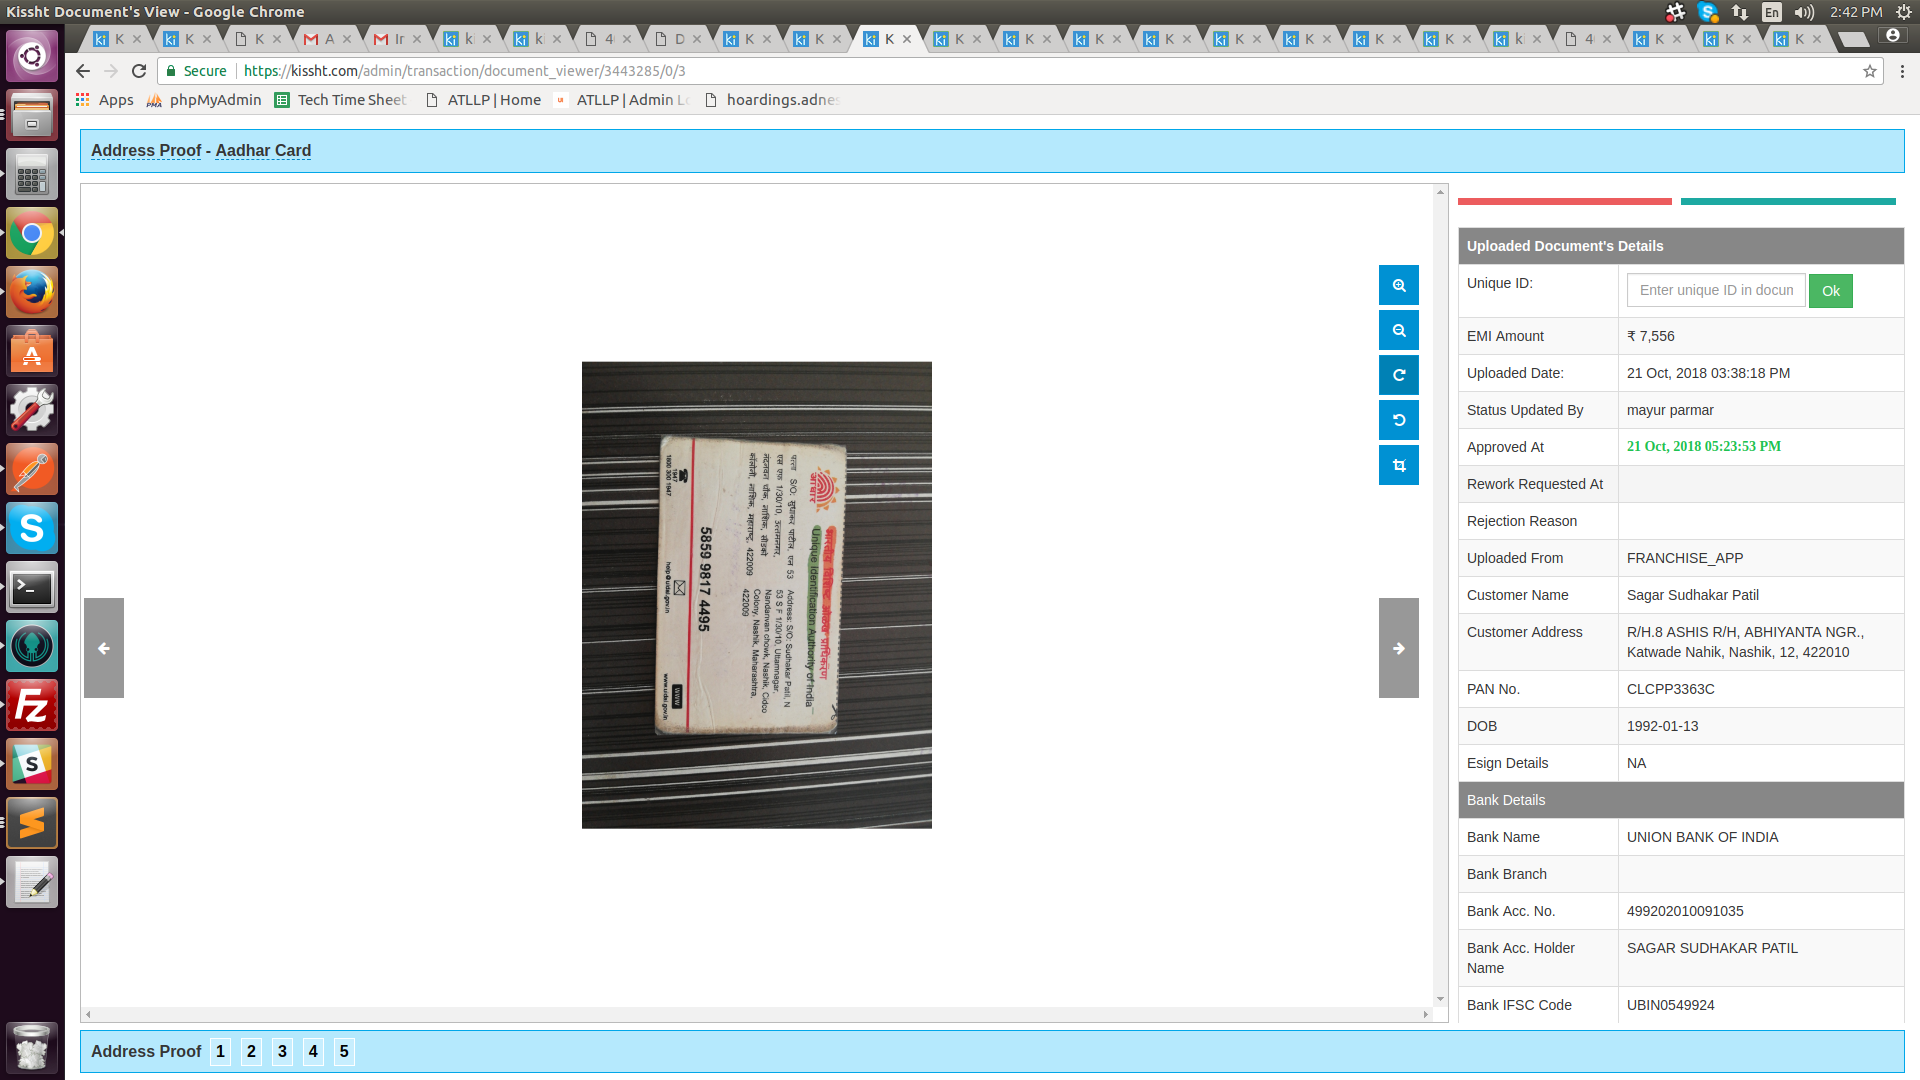 Kissht Document's View - Google Chrome
En
2:42 PM
Secure
https://kissht.com/admin/transaction/document_viewer/3443285/0/3
Apps
phpMyAdmin
Tech Time Sheet
ATLLP | Home
ATLLP | Admin L
hoardings.adne
Address Proof - Aadhar Card
भारतीय विशिष्ट ओळख प्राधिकरण
Unique Identification Authority of India
आधार
पत्ता S/O: सुधाकर पाटील, एन 53
एस एफ 1/30/10, उत्तमनगर,
नंदनवन चौक, नाशिक, सीडको
कॉलोनी, नाशिक, महाराष्ट्र, 422009
Address: S/O: Sudhakar Patil, N
53 S F 1/30/10, Uttamnagar,
Nandanvan chowk, Nashik, Cidco
Colony, Nashik, Maharashtra,
422009
5859 9817 4495
1947
1800 300 1947
help@uidai.gov.in
WWW
www.uidai.gov.in
Uploaded Document's Details
Unique ID:
Enter unique ID in docun
Ok
EMI Amount
₹ 7,556
Uploaded Date:
21 Oct, 2018 03:38:18 PM
Status Updated By
mayur parmar
Approved At
21 Oct, 2018 05:23:53 PM
Rework Requested At
Rejection Reason
Uploaded From
FRANCHISE_APP
Customer Name
Sagar Sudhakar Patil
Customer Address
R/H.8 ASHIS R/H, ABHIYANTA NGR.,
Katwade Nahik, Nashik, 12, 422010
PAN No.
CLCPP3363C
DOB
1992-01-13
Esign Details
NA
Bank Details
Bank Name
UNION BANK OF INDIA
Bank Branch
Bank Acc. No.
499202010091035
Bank Acc. Holder
Name
SAGAR SUDHAKAR PATIL
Bank IFSC Code
UBIN0549924
Address Proof 1 2 3 4 5